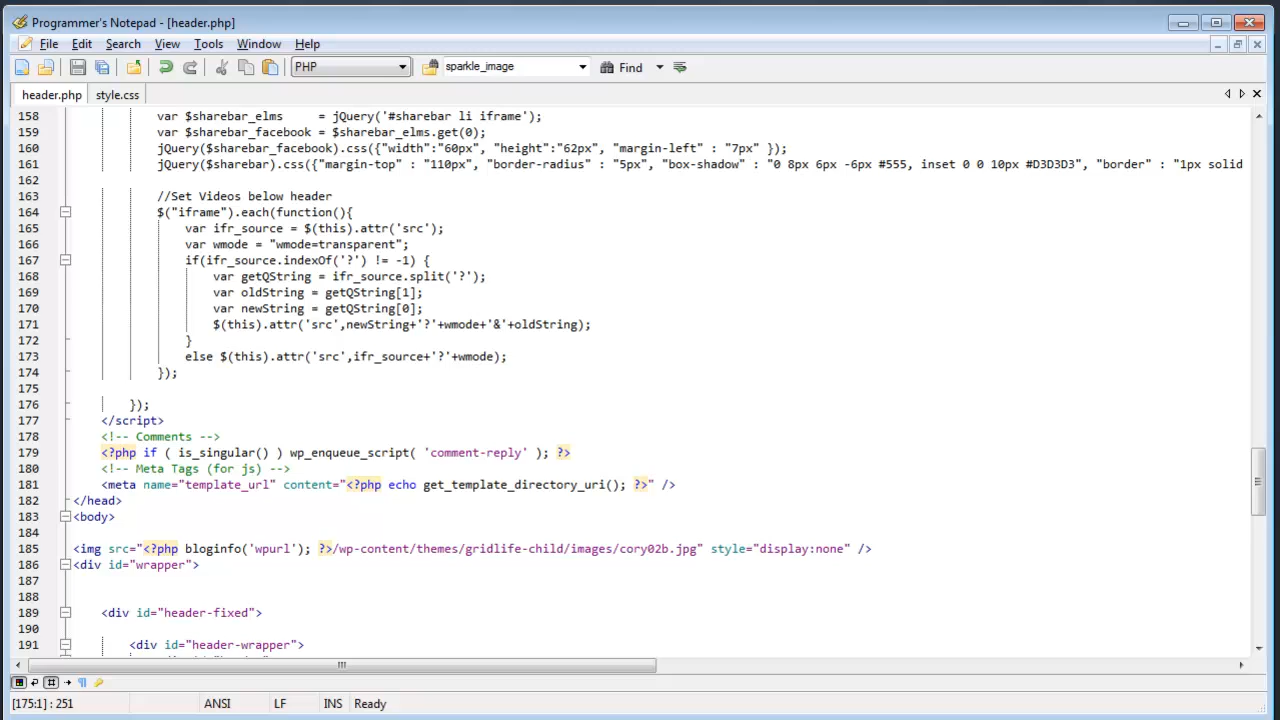 Programmer's Notepad - [header.php]
File Edit Search View Tools Window Help
PHP sparkle_image Find
header.php style.css
158 var $sharebar_elms = jQuery('#sharebar li iframe');
159 var $sharebar_facebook = $sharebar_elms.get(0);
160 jQuery($sharebar_facebook).css({"width":"60px", "height":"62px", "margin-left" : "7px" });
161 jQuery($sharebar).css({"margin-top" : "110px", "border-radius" : "5px", "box-shadow" : "0 8px 6px -6px #555, inset 0 0 10px #D3D3D3", "border" : "1px solid
162
163 //Set Videos below header
164 $("iframe").each(function(){
165 var ifr_source = $(this).attr('src');
166 var wmode = "wmode=transparent";
167 if(ifr_source.indexOf('?') != -1) {
168 var getQString = ifr_source.split('?');
169 var oldString = getQString[1];
170 var newString = getQString[0];
171 $(this).attr('src',newString+'?'+wmode+'&'+oldString);
172 }
173 else $(this).attr('src',ifr_source+'?'+wmode);
174 });
175
176 });
177 </script>
178 <!-- Comments -->
179 <?php if ( is_singular() ) wp_enqueue_script( 'comment-reply' ); ?>
180 <!-- Meta Tags (for js) -->
181 <meta name="template_url" content="<?php echo get_template_directory_uri(); ?>" />
182 </head>
183 <body>
184
185 <img src="<?php bloginfo('wpurl'); ?>/wp-content/themes/gridlife-child/images/cory02b.jpg" style="display:none" />
186 <div id="wrapper">
187
188
189 <div id="header-fixed">
190
191 <div id="header-wrapper">
[175:1] : 251 ANSI LF INS Ready